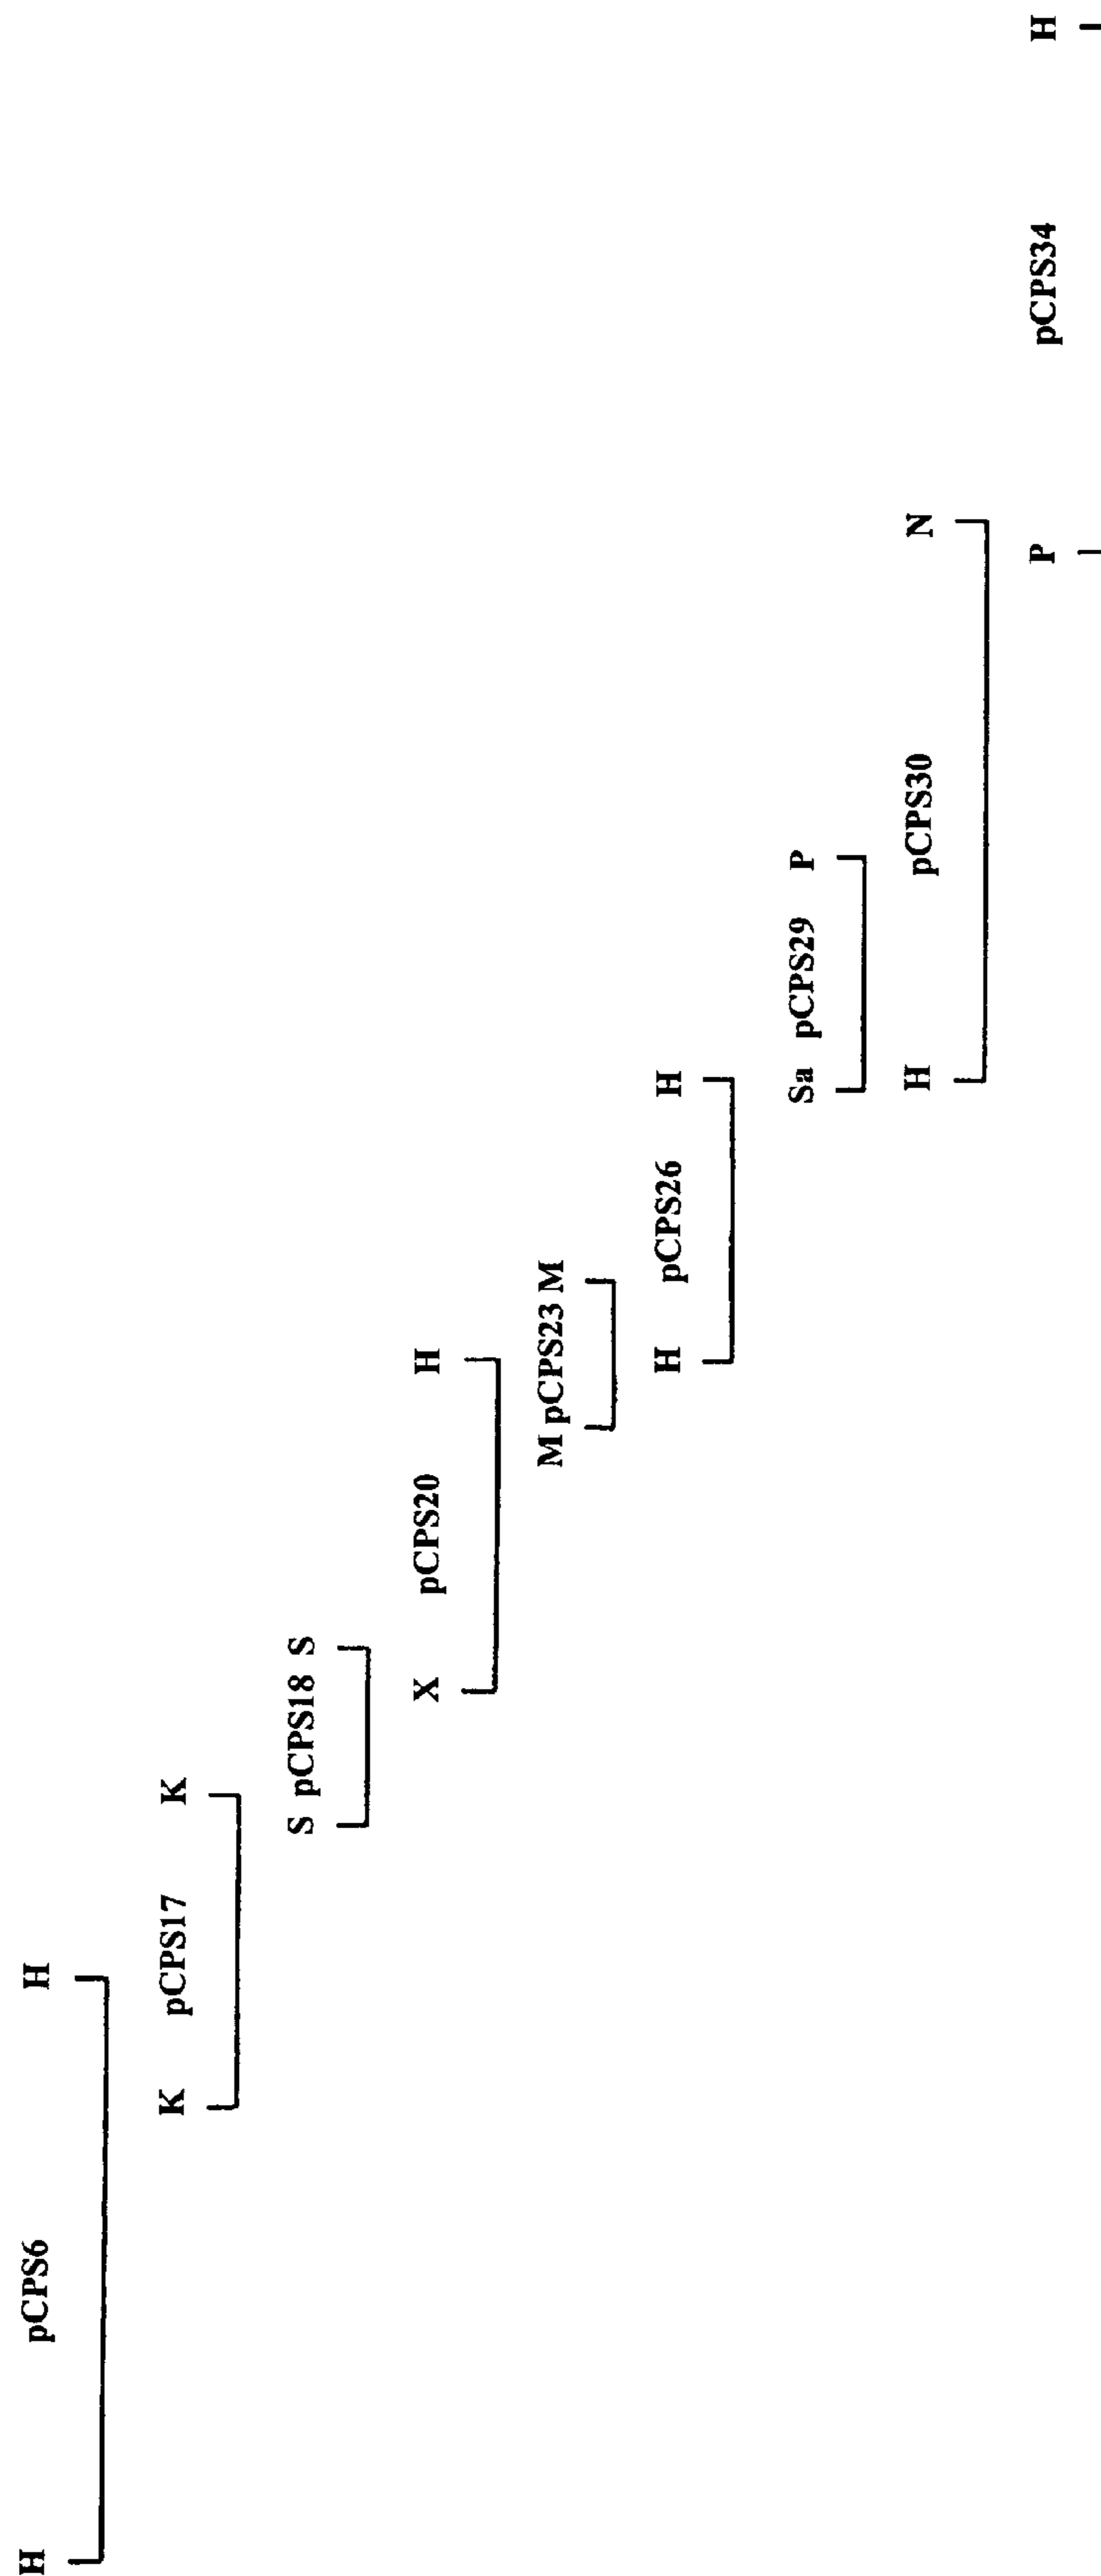 H pCPS6 H
K pCPS17 K
S pCPS18 S
X pCPS20 H
M pCPS23 M
H pCPS26 H
Sa pCPS29 P
H pCPS30 N
P pCPS34 H